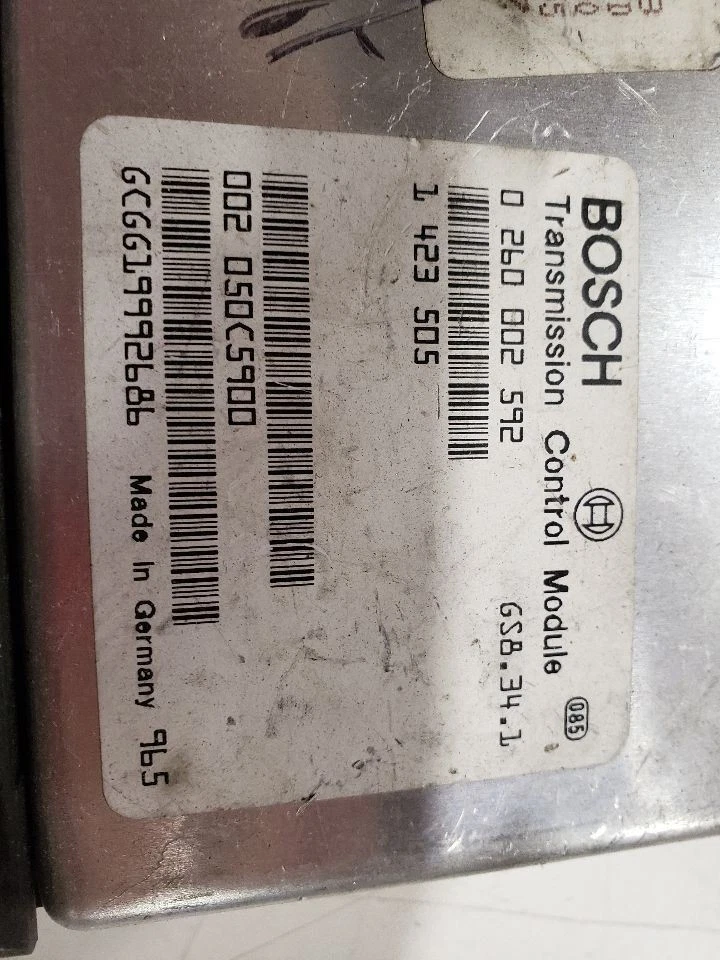 BOSCH
Transmission Control Module
085
0 260 002 592
GS8.34.1
1 423 505
002 050C5900
GCG619992686
Made In Germany 965